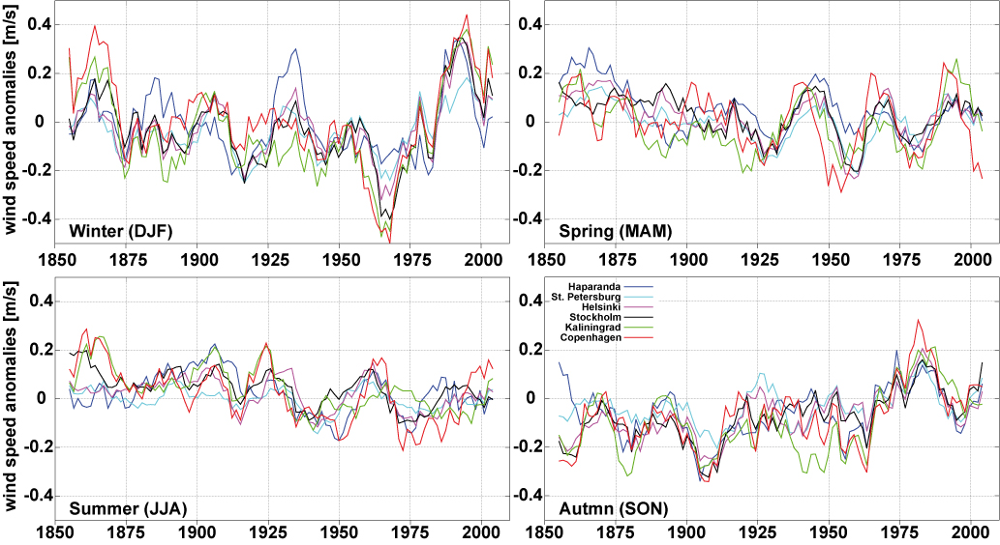 wind speed anomalies [m/s]
0.4
0.2
0
-0.2
-0.4
Winter (DJF)
1850 1875 1900 1925 1950 1975 2000
0.4
0.2
0
-0.2
-0.4
Spring (MAM)
1850 1875 1900 1925 1950 1975 2000
wind speed anomalies [m/s]
0.4
0.2
0
-0.2
-0.4
Summer (JJA)
1850 1875 1900 1925 1950 1975 2000
0.4
0.2
0
-0.2
-0.4
Haparanda
St. Petersburg
Helsinki
Stockholm
Kaliningrad
Copenhagen
Autmn (SON)
1850 1875 1900 1925 1950 1975 2000